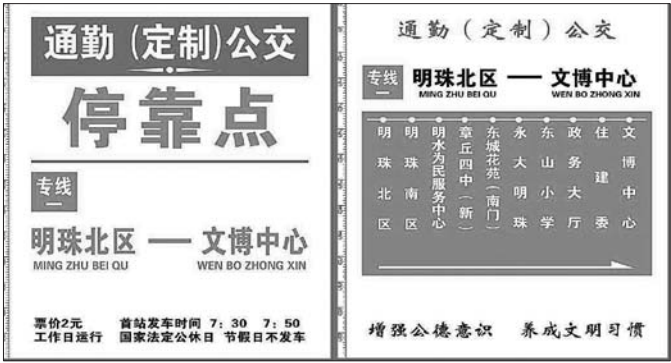 通勤（定制）公交
停靠点
专线
一
明珠北区 — 文博中心
MING ZHU BEI QU WEN BO ZHONG XIN
票价2元 首站发车时间 7：30 7：50
工作日运行 国家法定公休日 节假日不发车
通勤（定制）公交
专线
一
明珠北区 — 文博中心
MING ZHU BEI QU WEN BO ZHONG XIN
明珠北区
明珠南区
明水为民服务中心
章丘四中（新）
东城花苑（南门）
永大明珠
东山小学
政务大厅
住建委
文博中心
增强公德意识 养成文明习惯